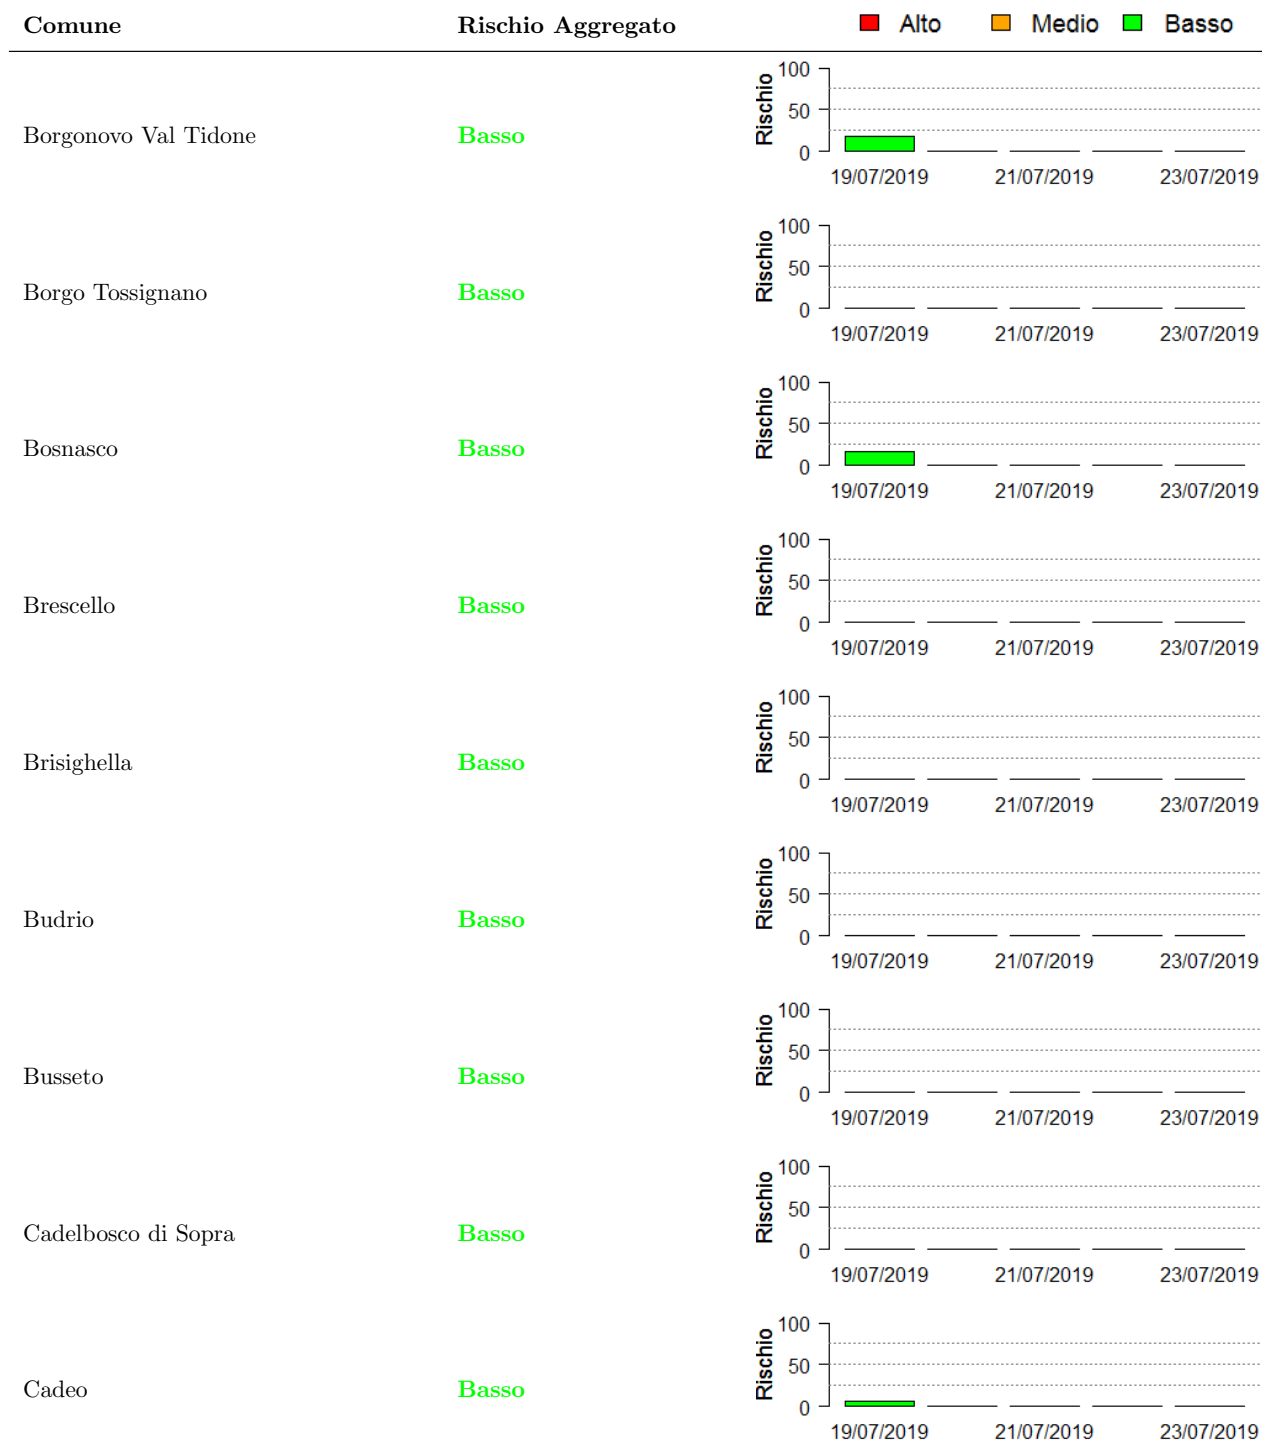 Comune Rischio Aggregato Alto Medio Basso
100
50
0
Rischio
Borgonovo Val Tidone Basso
19/07/2019 21/07/2019 23/07/2019
100
50
0
Rischio
Borgo Tossignano Basso
19/07/2019 21/07/2019 23/07/2019
100
50
0
Rischio
Bosnasco Basso
19/07/2019 21/07/2019 23/07/2019
100
50
0
Rischio
Brescello Basso
19/07/2019 21/07/2019 23/07/2019
100
50
0
Rischio
Brisighella Basso
19/07/2019 21/07/2019 23/07/2019
100
50
0
Rischio
Budrio Basso
19/07/2019 21/07/2019 23/07/2019
100
50
0
Rischio
Busseto Basso
19/07/2019 21/07/2019 23/07/2019
100
50
0
Rischio
Cadelbosco di Sopra Basso
19/07/2019 21/07/2019 23/07/2019
100
50
0
Rischio
Cadeo Basso
19/07/2019 21/07/2019 23/07/2019